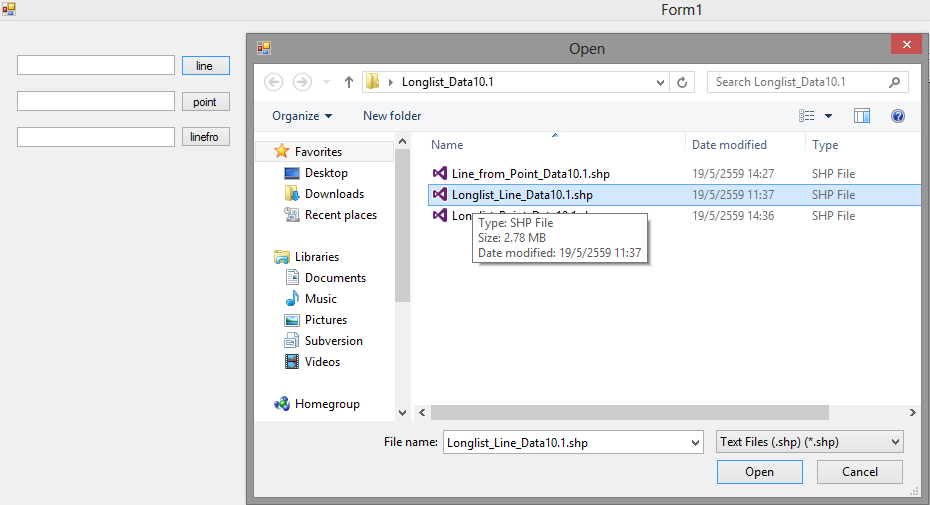 Form1
line
point
linefro
Open
Longlist_Data10.1
Search Longlist_Data10.1
Organize
New folder
Favorites
Desktop
Downloads
Recent places
Libraries
Documents
Music
Pictures
Subversion
Videos
Homegroup
Name Date modified Type
Line_from_Point_Data10.1.shp 19/5/2559 14:27 SHP File
Longlist_Line_Data10.1.shp 19/5/2559 11:37 SHP File
19/5/2559 14:36 SHP File
Type: SHP File
Size: 2.78 MB
Date modified: 19/5/2559 11:37
File name: Longlist_Line_Data10.1.shp Text Files (.shp) (*.shp)
Open Cancel